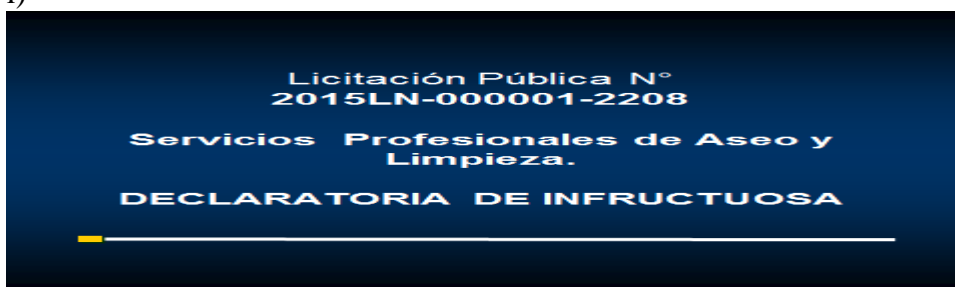 Licitación Pública N°
2015LN-000001-2208
Servicios Profesionales de Aseo y
Limpieza.
DECLARATORIA DE INFRUCTUOSA